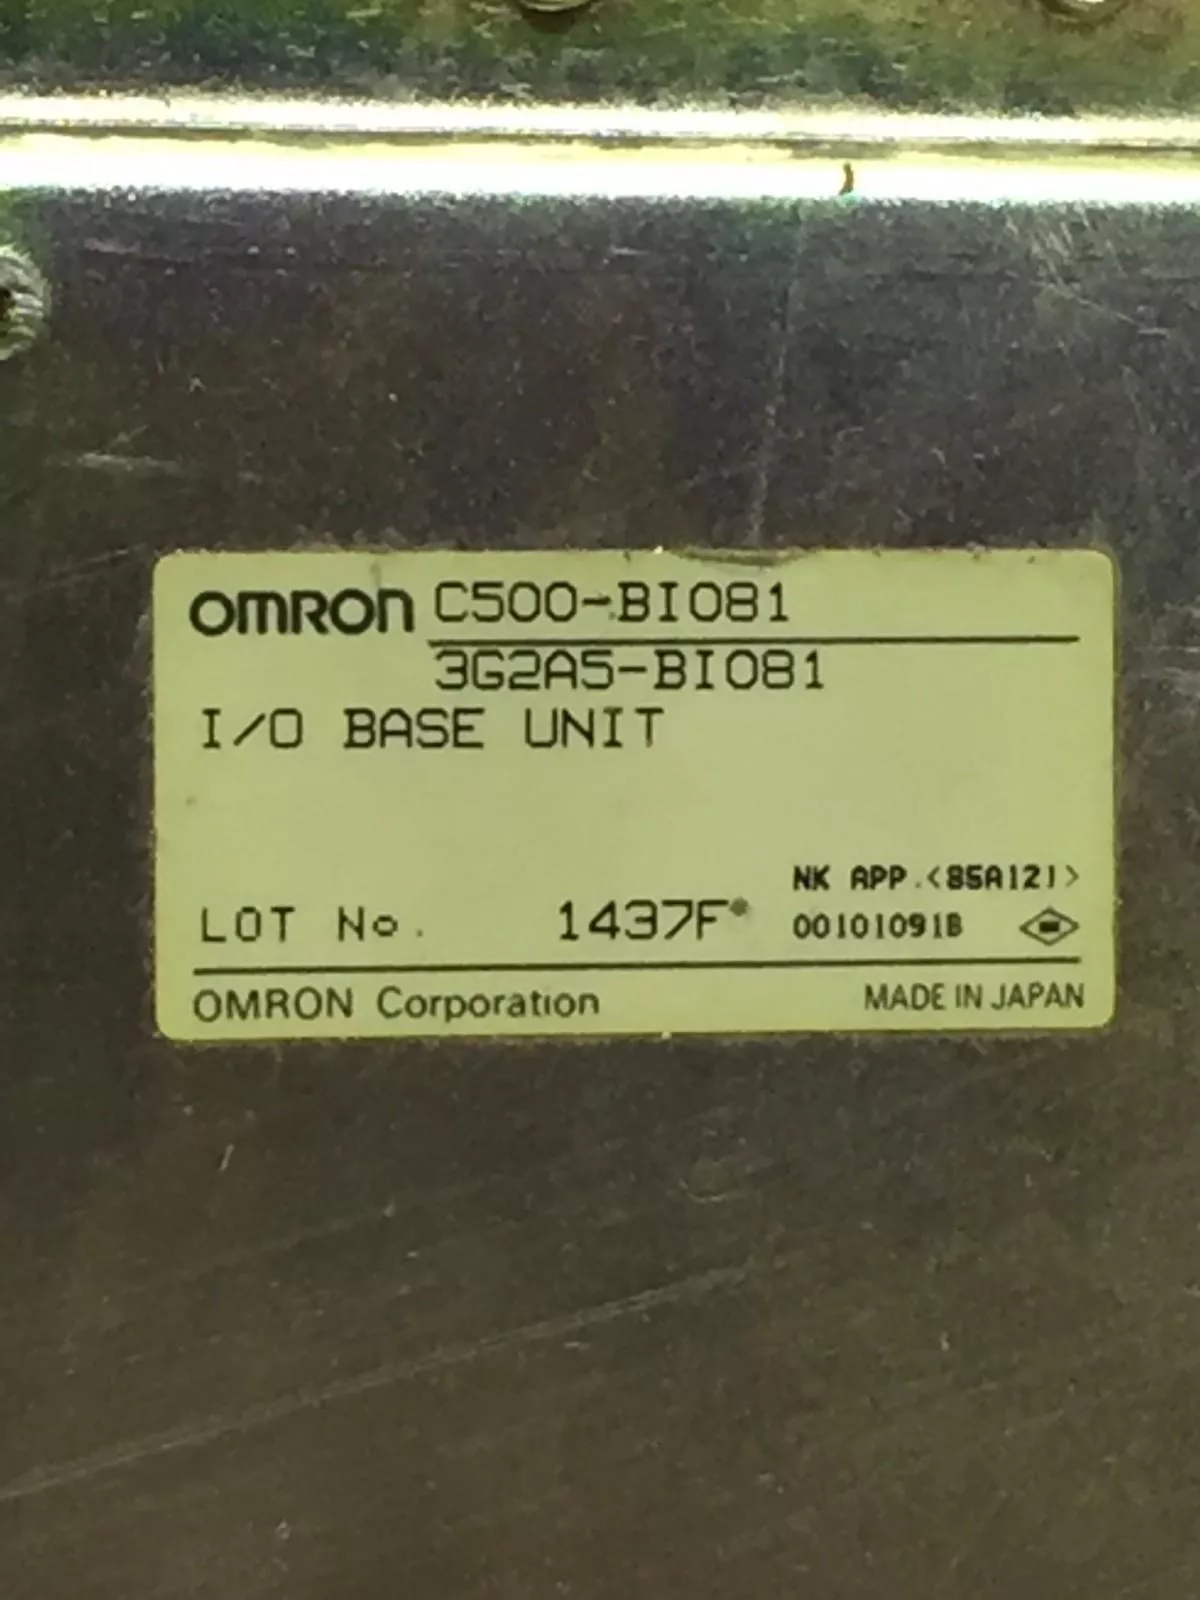 OMRON C500-BI081
3G2A5-BI081
I/O BASE UNIT
NK APP.<85A121>
LOT No. 1437F* 00101091B
OMRON Corporation MADE IN JAPAN